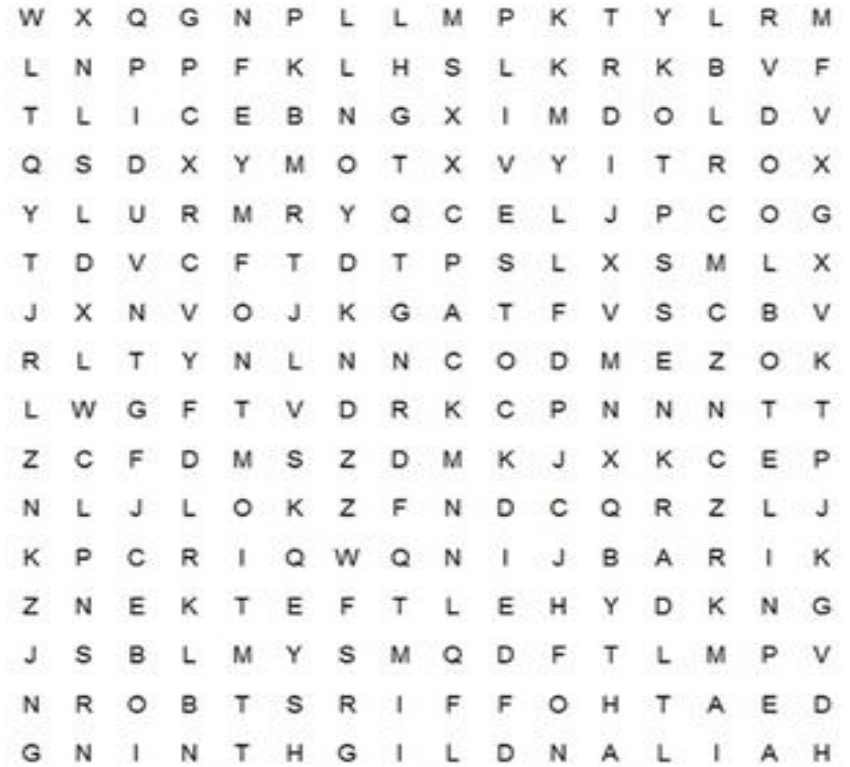 W X Q G N P L L M P K T Y L R M
L N P P F K L H S L K R K B V F
T L I C E B N G X I M D O L D V
Q S D X Y M O T X V Y I T R O X
Y L U R M R Y Q C E L J P C O G
T D V C F T D T P S L X S M L X
J X N V O J K G A T F V S C B V
R L T Y N L N N C O D M E Z O K
L W G F T V D R K C P N N N T T
Z C F D M S Z D M K J X K C E P
N L J L O K Z F N D C Q R Z L J
K P C R I Q W Q N I J B A R I K
Z N E K T E F T L E H Y D K N G
J S B L M Y S M Q D F T L M P V
N R O B T S R I F F O H T A E D
G N I N T H G I L D N A L I A H